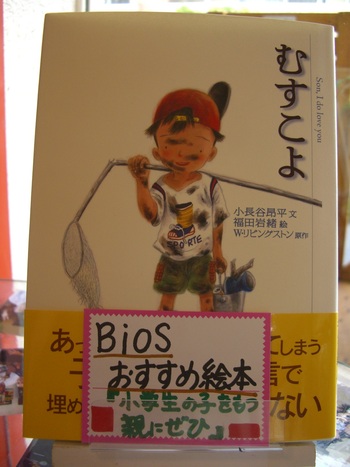 むすこよ
Son, I do love you
小長谷昂平 文
福田岩緒 絵
W・リビングストン 原作
SPORTE
あっ
てしまう
子
信で
埋め
ない
BiOS
おすすめ絵本
『小学生の子をもつ
親にぜひ』